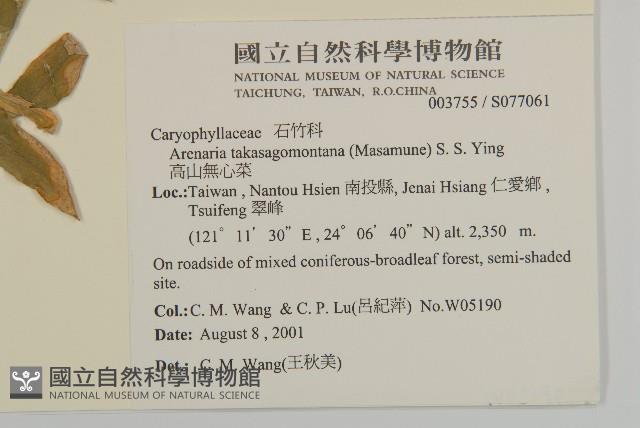 國立自然科學博物館
NATIONAL MUSEUM OF NATURAL SCIENCE
TAICHUNG, TAIWAN, R.O.CHINA
003755 / S077061
Caryophyllaceae 石竹科
Arenaria takasagomontana (Masamune) S. S. Ying
高山無心菜
Loc.:Taiwan , Nantou Hsien 南投縣, Jenai Hsiang 仁愛鄉 ,
Tsuifeng 翠峰
(121° 11’ 30” E , 24° 06’ 40” N) alt. 2,350 m.
On roadside of mixed coniferous-broadleaf forest, semi-shaded
site.
Col.:C. M. Wang & C. P. Lu(呂紀萍) No.W05190
Date: August 8 , 2001
Det.: C. M. Wang(王秋美)
國立自然科學博物館
NATIONAL MUSEUM OF NATURAL SCIENCE